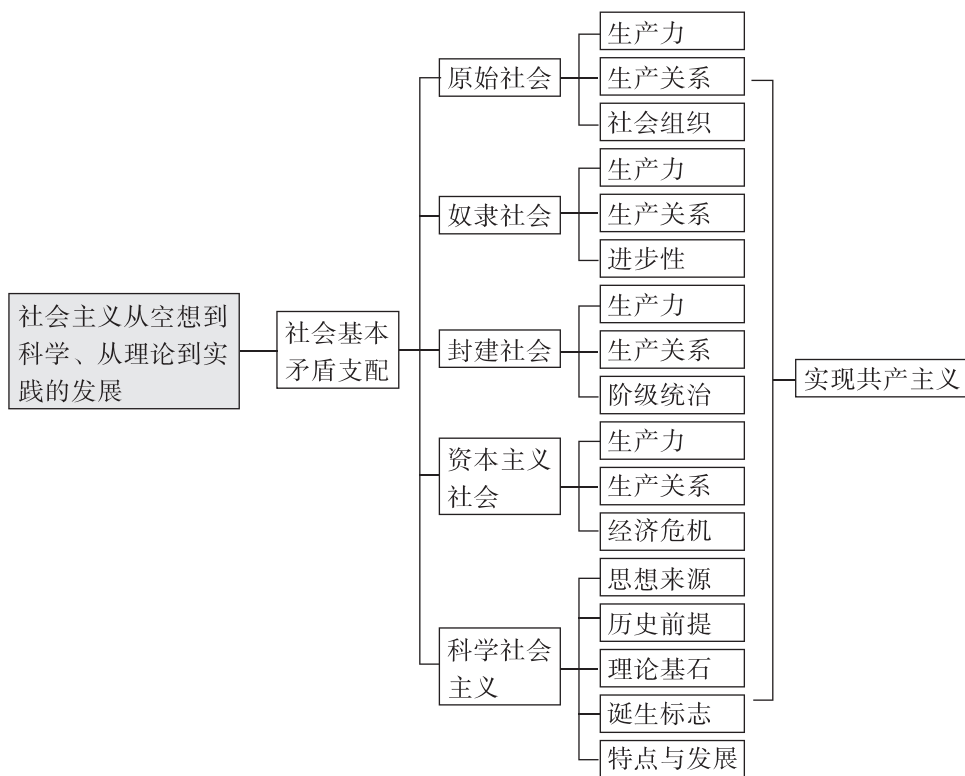 社会主义从空想到
科学、从理论到实
践的发展
社会基本
矛盾支配
原始社会
生产力
生产关系
社会组织
奴隶社会
生产力
生产关系
进步性
封建社会
生产力
生产关系
阶级统治
资本主义
社会
生产力
生产关系
经济危机
科学社会
主义
思想来源
历史前提
理论基石
诞生标志
特点与发展
实现共产主义